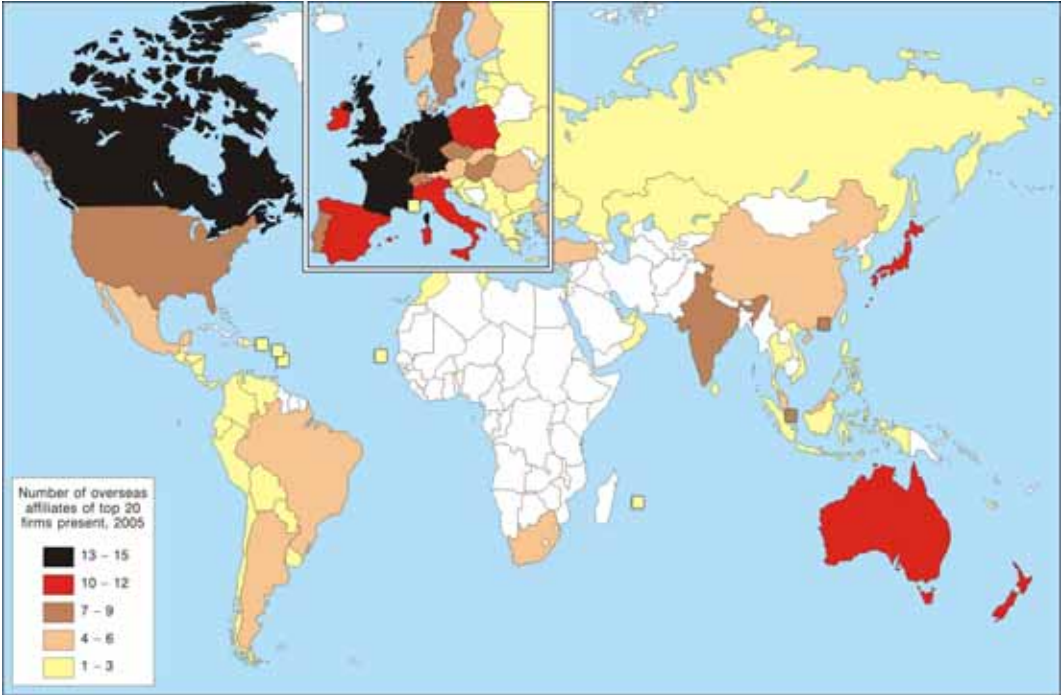 Number of overseas
affiliates of top 20
firms present, 2005
13 – 15
10 – 12
7 – 9
4 – 6
1 – 3